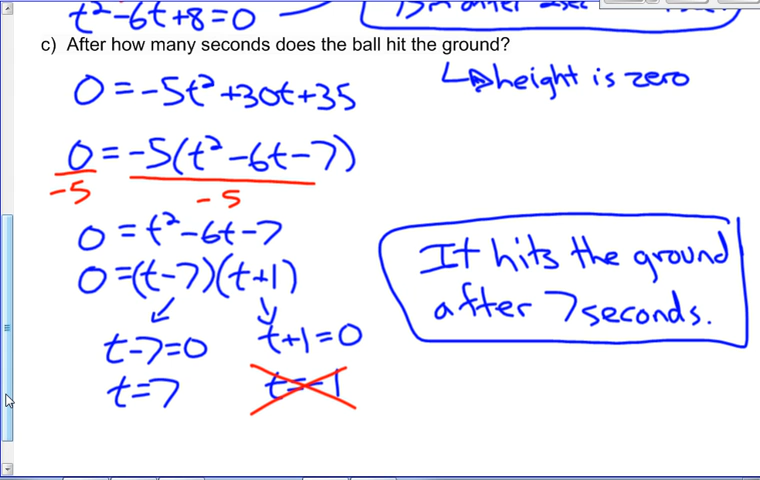 t²-6t+8=0
c) After how many seconds does the ball hit the ground?
0=-5t²+30t+35
↳height is zero
0=-5(t²-6t-7)
-5 -5
0=t²-6t-7
0=(t-7)(t+1)
It hits the ground
after 7 seconds.
t-7=0 t+1=0
t=7 t=-1